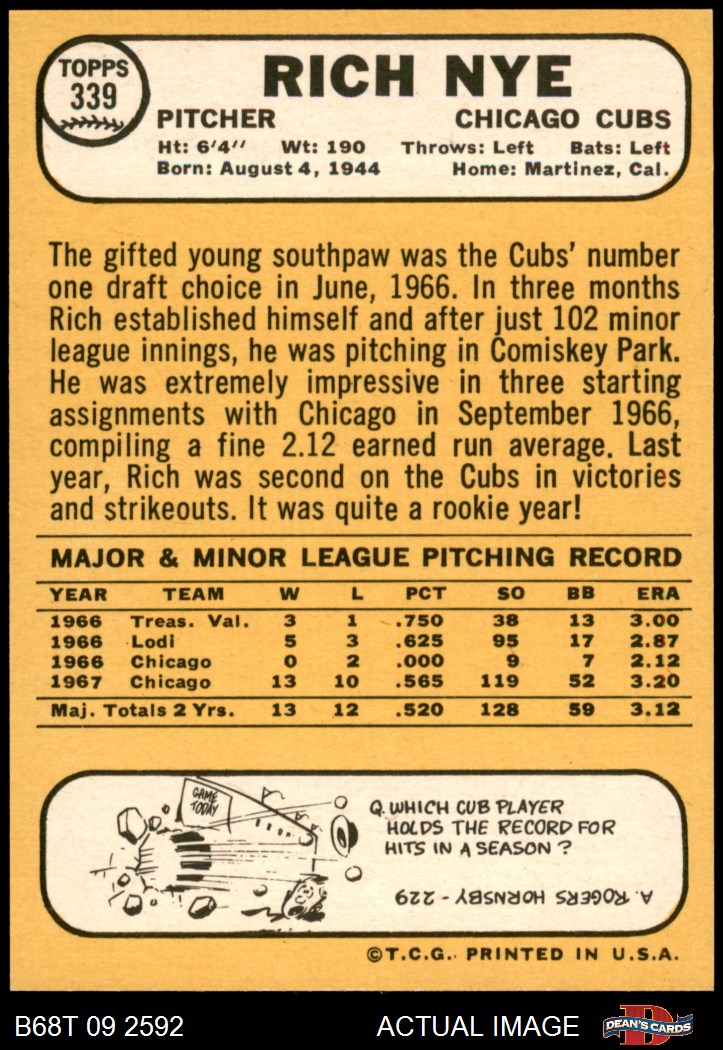 TOPPS
339
RICH NYE
PITCHER CHICAGO CUBS
Ht: 6'4" Wt: 190 Throws: Left Bats: Left
Born: August 4, 1944 Home: Martinez, Cal.
The gifted young southpaw was the Cubs' number
one draft choice in June, 1966. In three months
Rich established himself and after just 102 minor
league innings, he was pitching in Comiskey Park.
He was extremely impressive in three starting
assignments with Chicago in September 1966,
compiling a fine 2.12 earned run average. Last
year, Rich was second on the Cubs in victories
and strikeouts. It was quite a rookie year!
MAJOR & MINOR LEAGUE PITCHING RECORD
YEAR TEAM W L PCT SO BB ERA
1966 Treas. Val. 3 1 .750 38 13 3.00
1966 Lodi 5 3 .625 95 17 2.87
1966 Chicago 0 2 .000 9 7 2.12
1967 Chicago 13 10 .565 119 52 3.20
Maj. Totals 2 Yrs. 13 12 .520 128 59 3.12
GAME
TODAY
Q. WHICH CUB PLAYER
HOLDS THE RECORD FOR
HITS IN A SEASON?
A. ROGERS HORNSBY - 229
©T.C.G. PRINTED IN U.S.A.
B68T 09 2592 ACTUAL IMAGE D DEAN'S CARDS